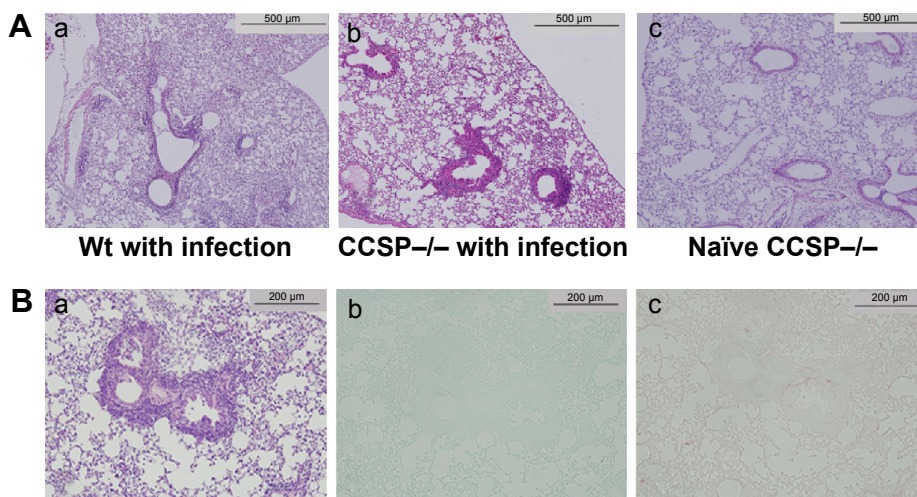 A
a
500 µm
b
500 µm
c
500 µm
Wt with infection
CCSP–/– with infection
Naïve CCSP–/–
B
a
200 µm
b
200 µm
c
200 µm